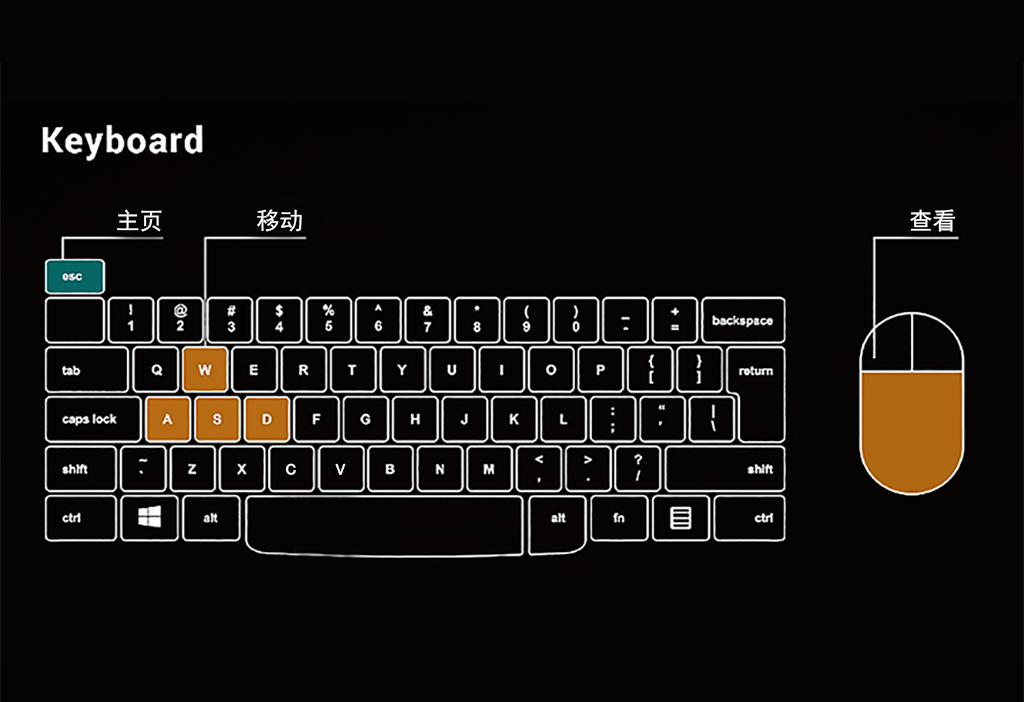 Keyboard
主页 移动 查看
esc
! @ # $ % ^ & * ( ) _ +
1 2 3 4 5 6 7 8 9 0 - = backspace
tab Q W E R T Y U I O P { [ } ] return
caps lock A S D F G H J K L : ; “ ‘ | \
shift ~ ` Z X C V B N M < , > . ? / shift
ctrl alt alt fn ctrl